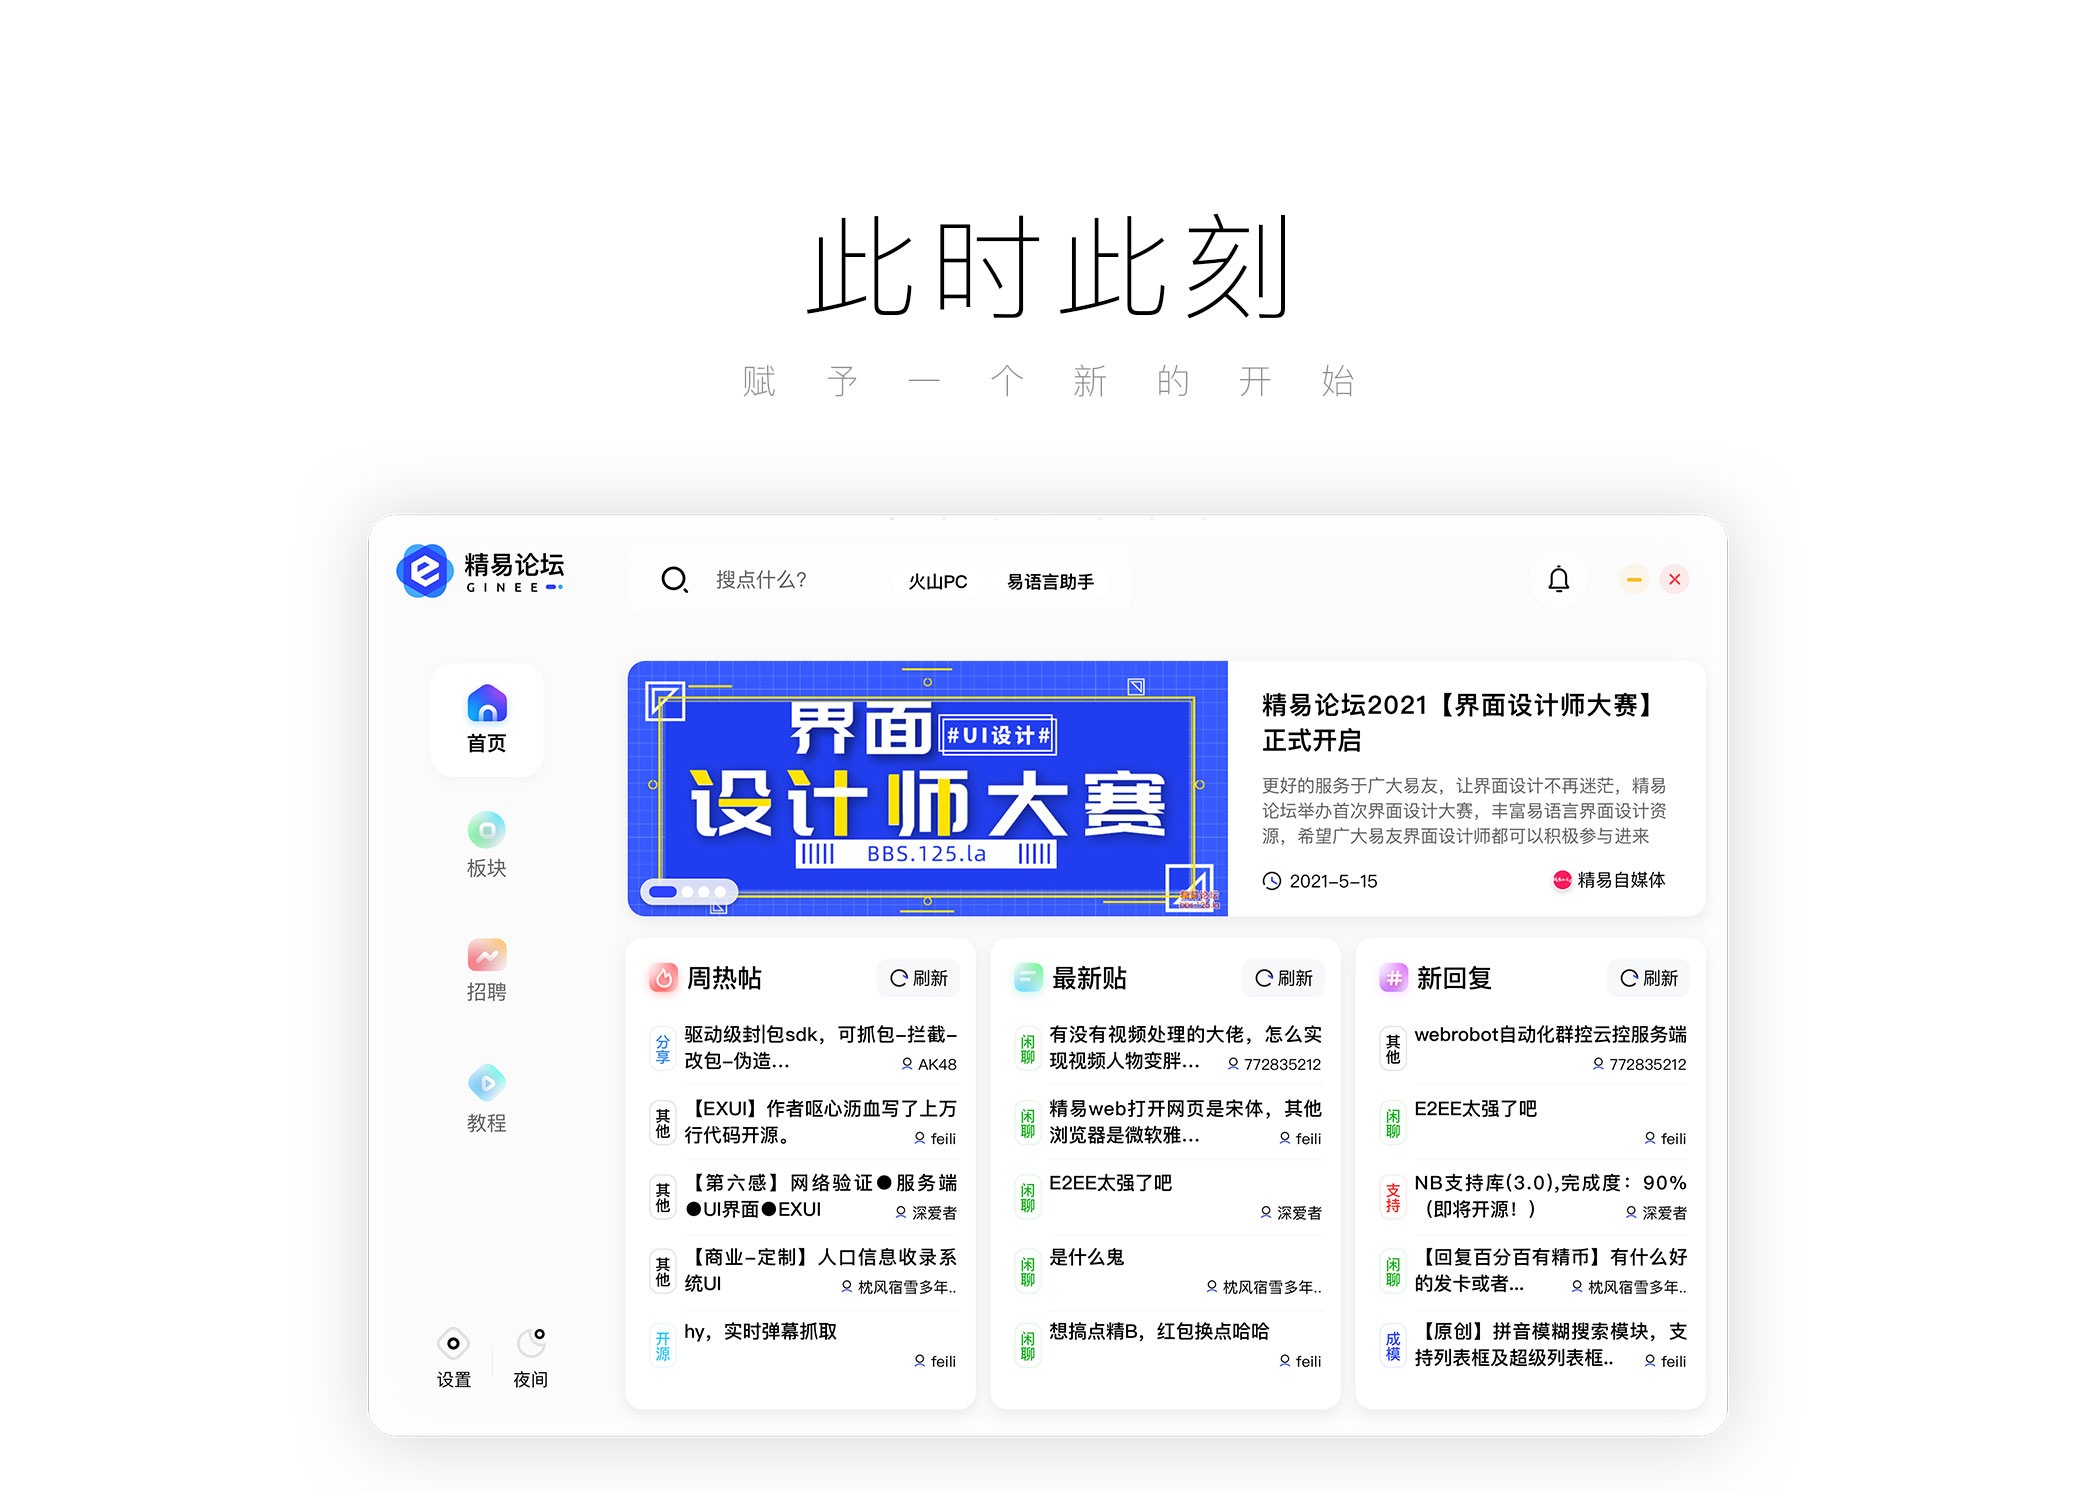 此时此刻
赋予一个新的开始
精易论坛
GINEE
搜点什么?
火山PC
易语言助手
首页
板块
招聘
教程
设置
夜间
界面
#UI设计#
设计师大赛
BBS.125.la
精易论坛
bbs.125.la
精易论坛2021【界面设计师大赛】
正式开启
更好的服务于广大易友，让界面设计不再迷茫，精易
论坛举办首次界面设计大赛，丰富易语言界面设计资
源，希望广大易友界面设计师都可以积极参与进来
2021-5-15
精易自媒体
周热帖
刷新
分享
驱动级封|包sdk，可抓包-拦截-
改包-伪造...
AK48
其他
【EXUI】作者呕心沥血写了上万
行代码开源。
feili
其他
【第六感】网络验证●服务端
●UI界面●EXUI
深爱者
其他
【商业-定制】人口信息收录系
统UI
枕风宿雪多年..
开源
hy，实时弹幕抓取
feili
最新贴
刷新
闲聊
有没有视频处理的大佬，怎么实
现视频人物变胖...
772835212
闲聊
精易web打开网页是宋体，其他
浏览器是微软雅...
feili
闲聊
E2EE太强了吧
深爱者
闲聊
是什么鬼
枕风宿雪多年..
闲聊
想搞点精B，红包换点哈哈
feili
新回复
刷新
其他
webrobot自动化群控云控服务端
772835212
闲聊
E2EE太强了吧
feili
支持
NB支持库(3.0),完成度：90%
（即将开源！）
深爱者
闲聊
【回复百分百有精币】有什么好
的发卡或者...
枕风宿雪多年..
成模
【原创】拼音模糊搜索模块，支
持列表框及超级列表框..
feili